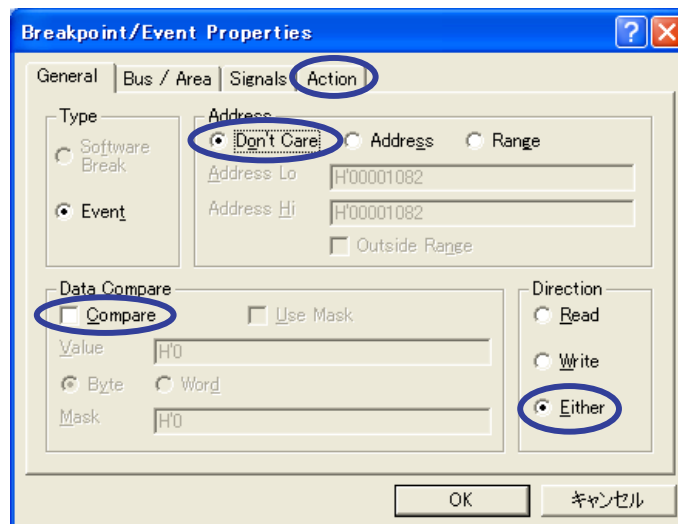 Breakpoint/Event Properties
General Bus / Area Signals Action
Type
Software
Break
Event
Address
Don't Care Address Range
Address Lo H'00001082
Address Hi H'00001082
Outside Range
Data Compare
Compare Use Mask
Value H'0
Byte Word
Mask H'0
Direction
Read
Write
Either
OK キャンセル